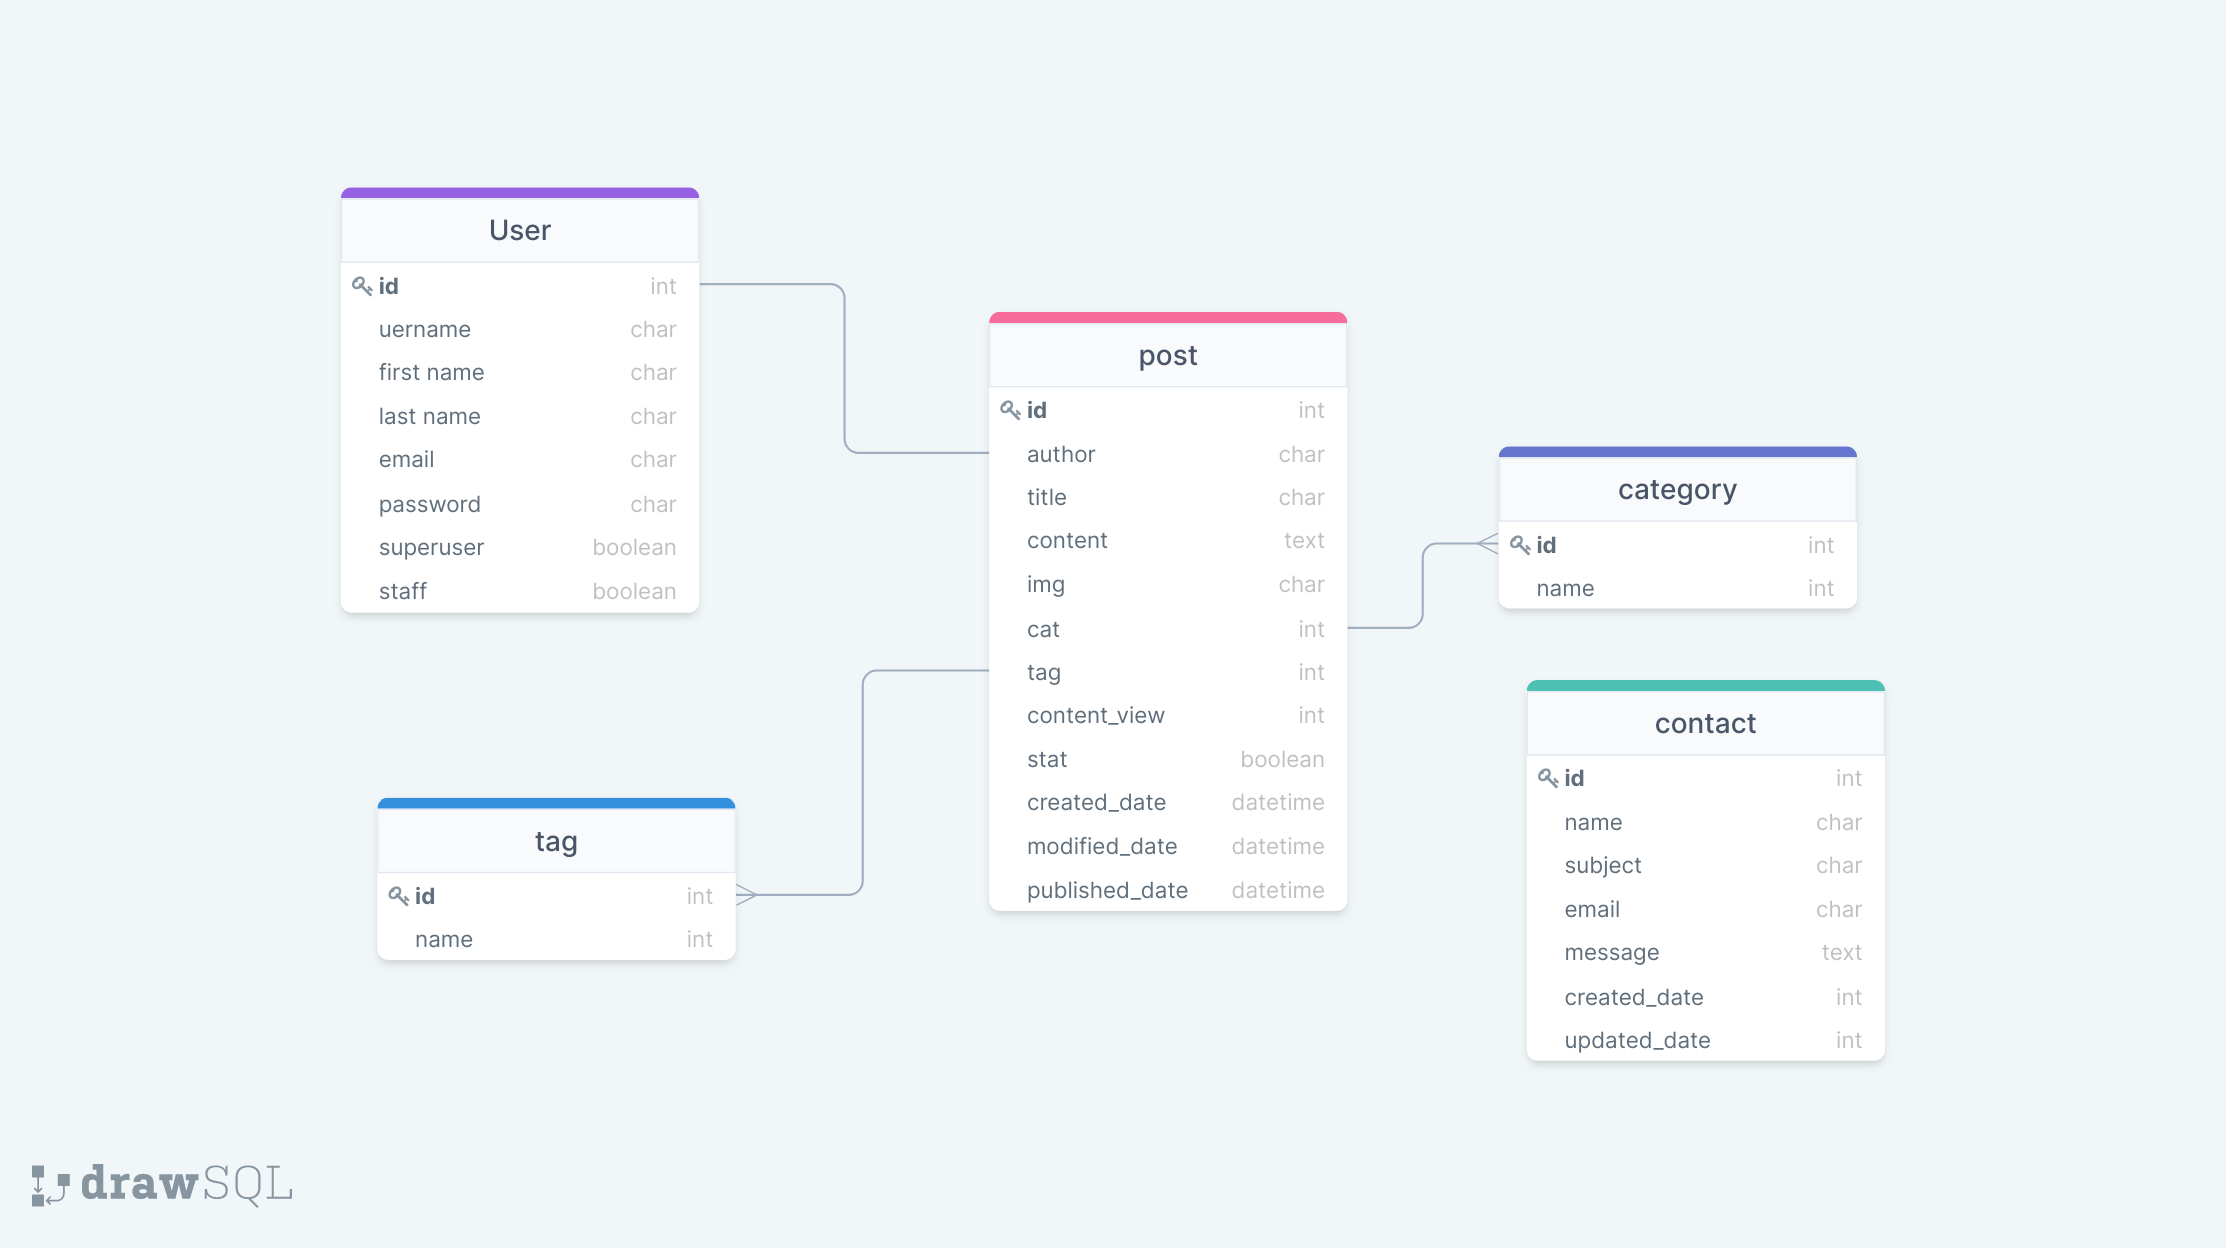 User
id int
uername char
first name char
last name char
email char
password char
superuser boolean
staff boolean
post
id int
author char
title char
content text
img char
cat int
tag int
content_view int
stat boolean
created_date datetime
modified_date datetime
published_date datetime
category
id int
name int
tag
id int
name int
contact
id int
name char
subject char
email char
message text
created_date int
updated_date int
drawSQL